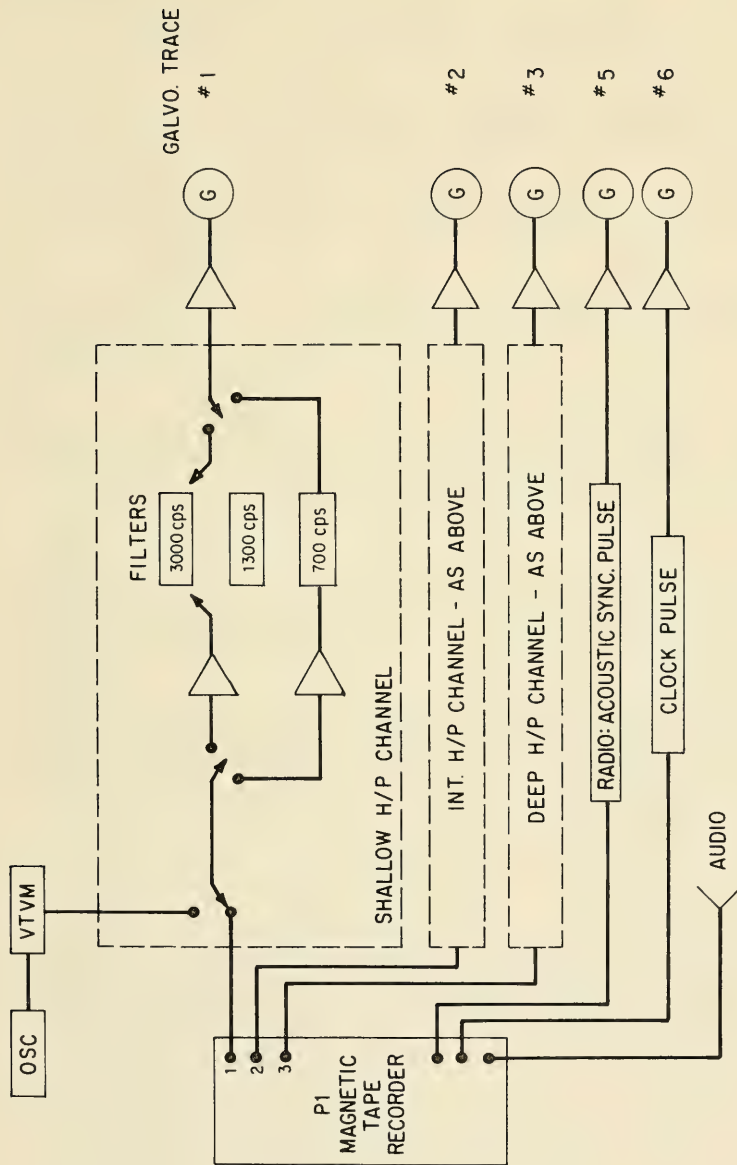 GALVO. TRACE
#1
#2
#3
#5
#6
G
G
G
G
G
FILTERS
3000 cps
1300 cps
700 cps
SHALLOW H/P CHANNEL
INT. H/P CHANNEL - AS ABOVE
DEEP H/P CHANNEL - AS ABOVE
RADIO: ACOUSTIC SYNC. PULSE
CLOCK PULSE
AUDIO
OSC
VTVM
1
2
3
P1
MAGNETIC
TAPE
RECORDER